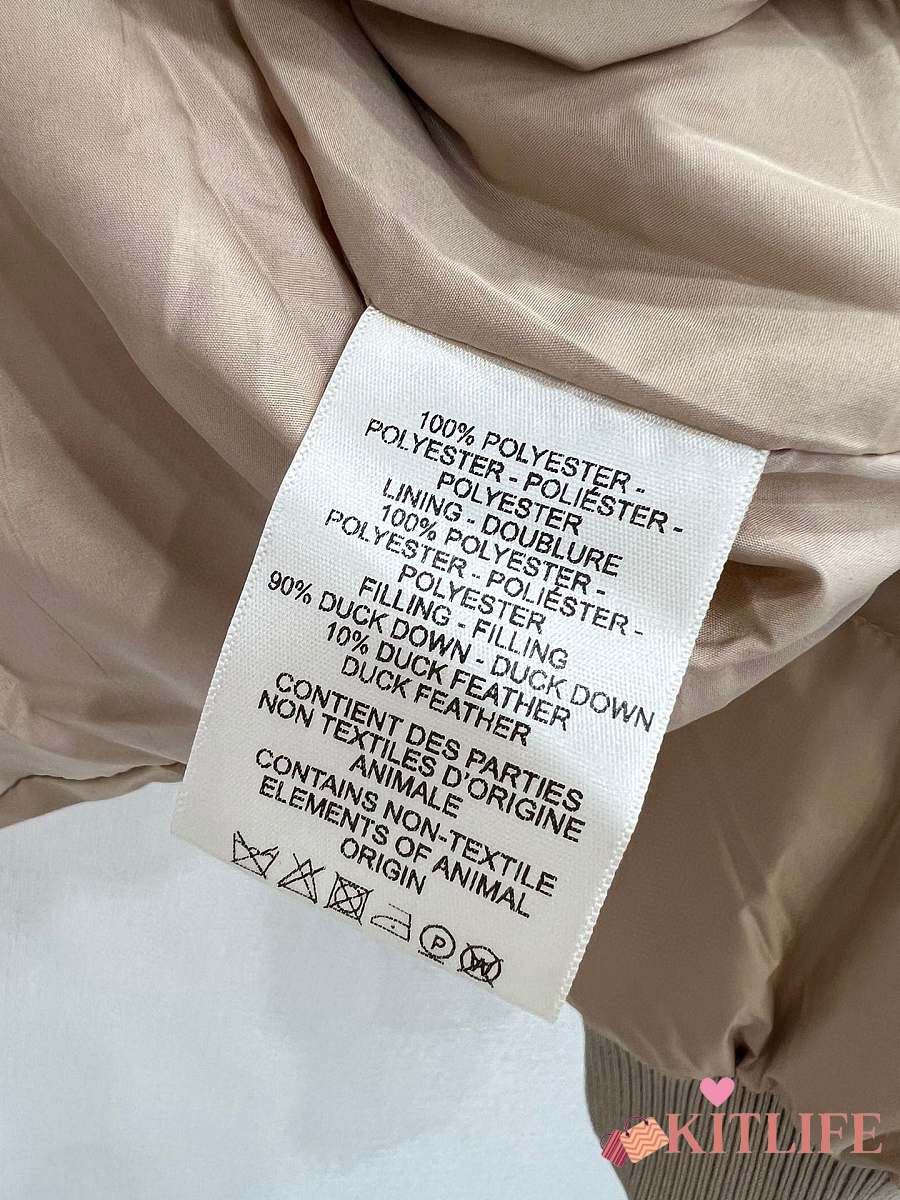 100% POLYESTER -
POLYESTER - POLIÉSTER -
POLYESTER
LINING - DOUBLURE
100% POLYESTER -
POLYESTER - POLIÉSTER -
POLYESTER
FILLING - FILLING
90% DUCK DOWN - DUCK DOWN
10% DUCK FEATHER
DUCK FEATHER
CONTIENT DES PARTIES
NON TEXTILES D'ORIGINE
ANIMALE
CONTAINS NON-TEXTILE
ELEMENTS OF ANIMAL
ORIGIN
P W
KITLIFE